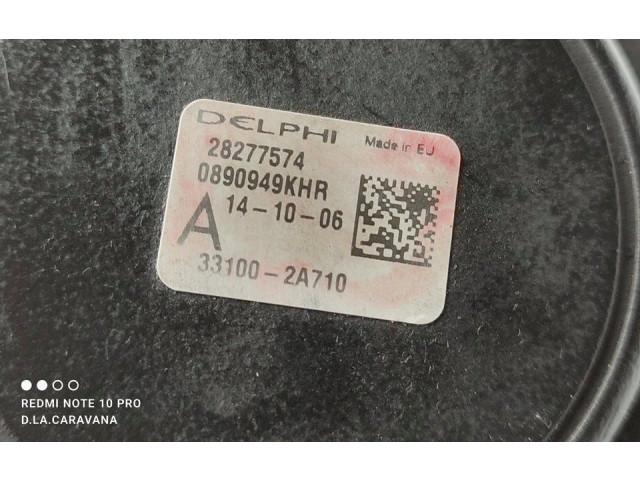 DELPHI Made in EU
28277574
0890949KHR
A 14-10-06
33100-2A710
REDMI NOTE 10 PRO
D.LA.CARAVANA